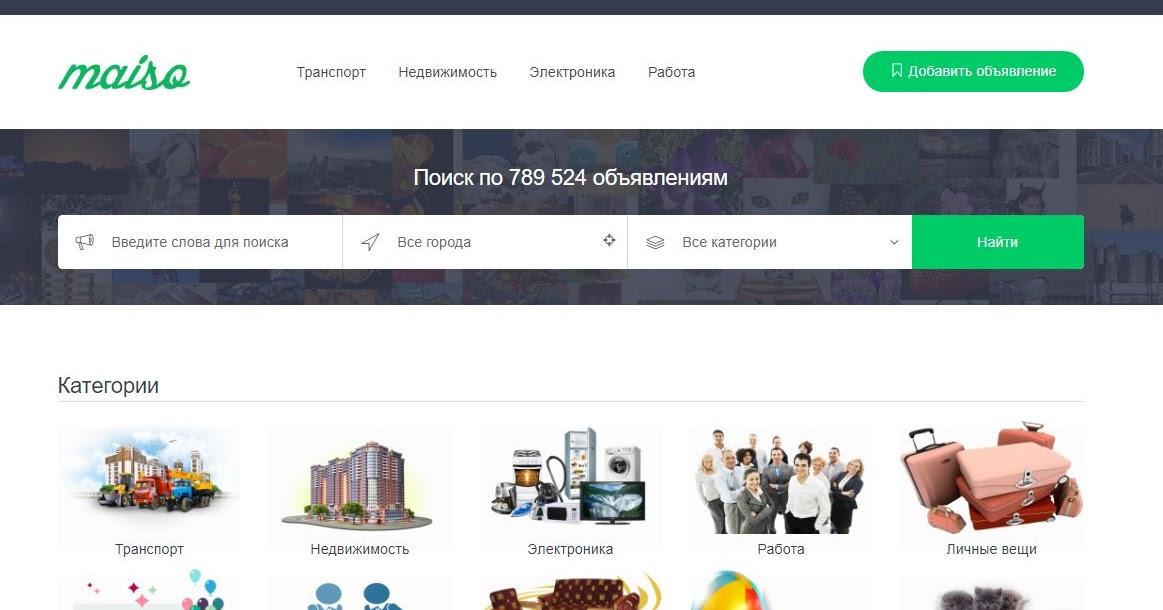 maiso
Транспорт Недвижимость Электроника Работа
Добавить объявление
Поиск по 789 524 объявлениям
Введите слова для поиска Все города Все категории Найти
Категории
Транспорт Недвижимость Электроника Работа Личные вещи